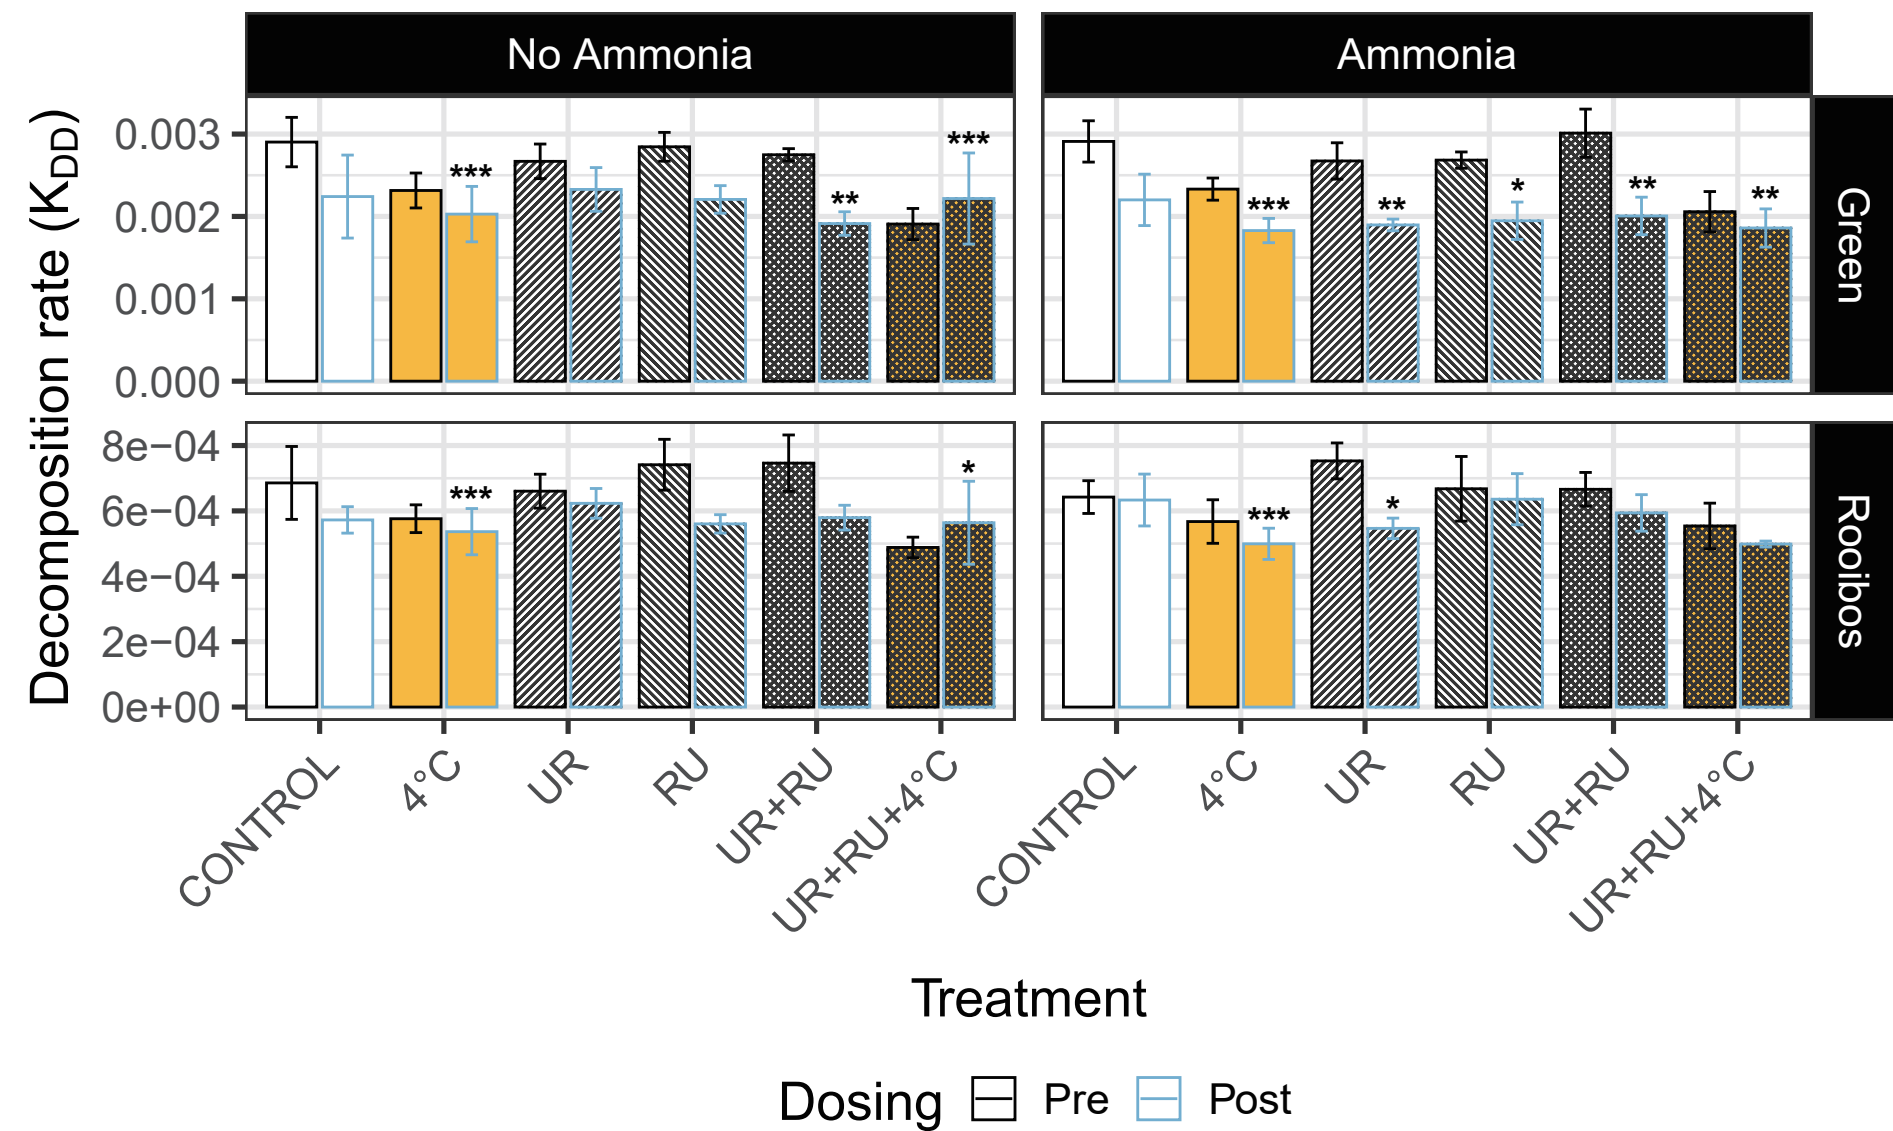 No Ammonia
Ammonia
Decomposition rate (K_DD)
0.003
0.002
0.001
0.000
***
**
***
***
**
*
**
**
Green
8e−04
6e−04
4e−04
2e−04
0e+00
***
*
***
*
Rooibos
CONTROL
4°C
UR
RU
UR+RU
UR+RU+4°C
CONTROL
4°C
UR
RU
UR+RU
UR+RU+4°C
Treatment
Dosing Pre Post